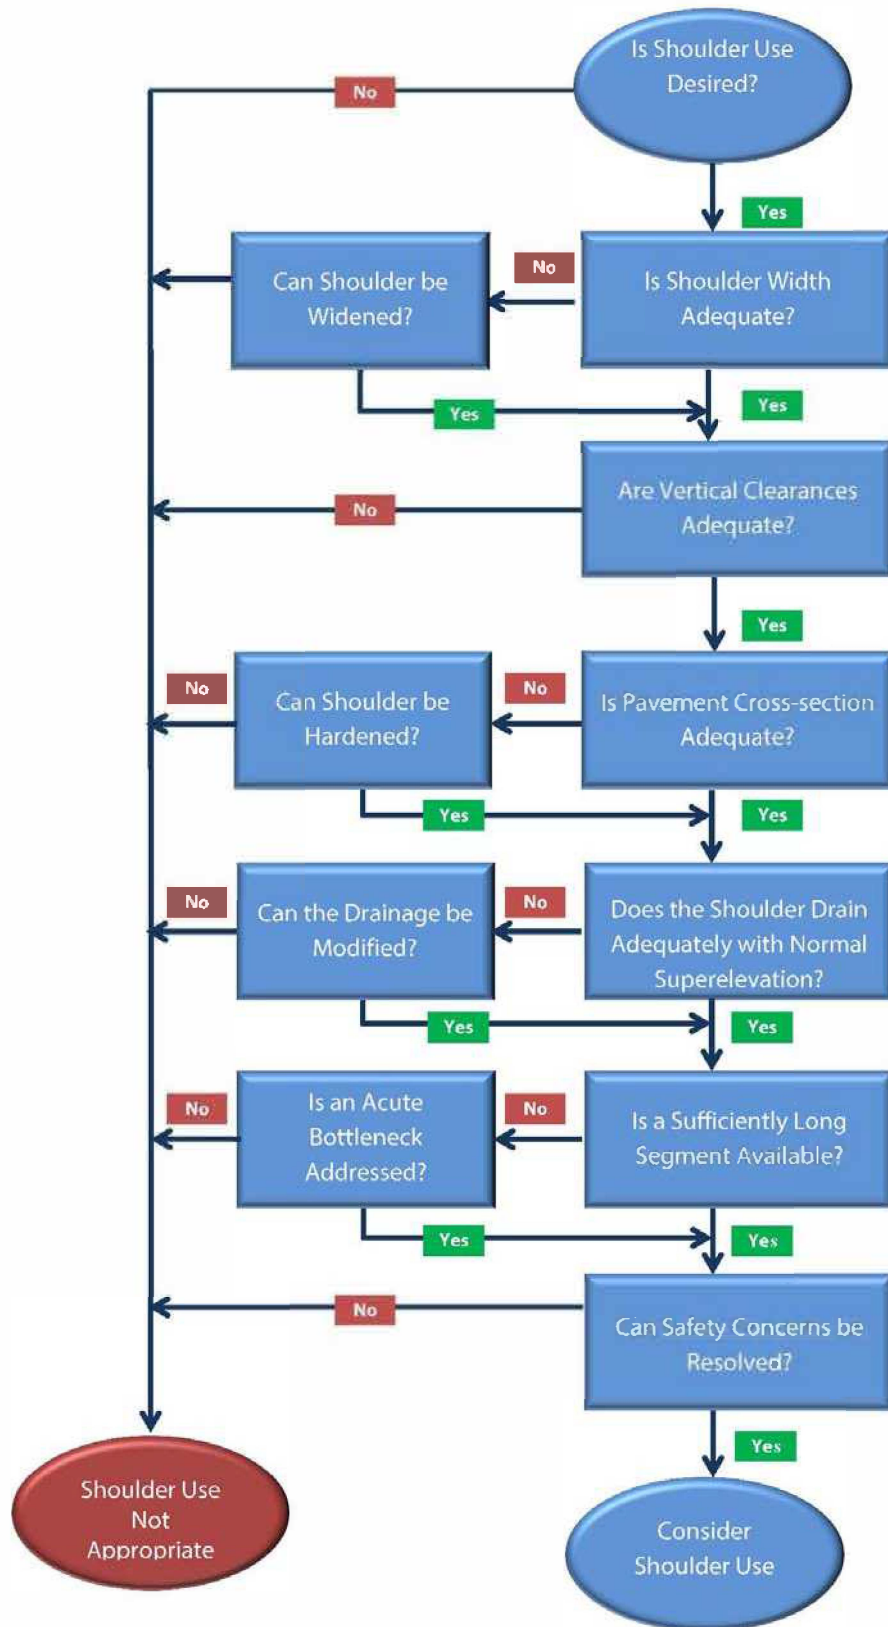 Is Shoulder Use
Desired?
No
Yes
Can Shoulder be
Widened?
No
Is Shoulder Width
Adequate?
Yes
Yes
Are Vertical Clearances
Adequate?
No
Yes
No
Can Shoulder be
Hardened?
No
Is Pavement Cross-section
Adequate?
Yes
Yes
No
Can the Drainage be
Modified?
No
Does the Shoulder Drain
Adequately with Normal
Superelevation?
Yes
Yes
No
Is an Acute
Bottleneck
Addressed?
No
Is a Sufficiently Long
Segment Available?
Yes
Yes
No
Can Safety Concerns be
Resolved?
Yes
Shoulder Use
Not
Appropriate
Consider
Shoulder Use